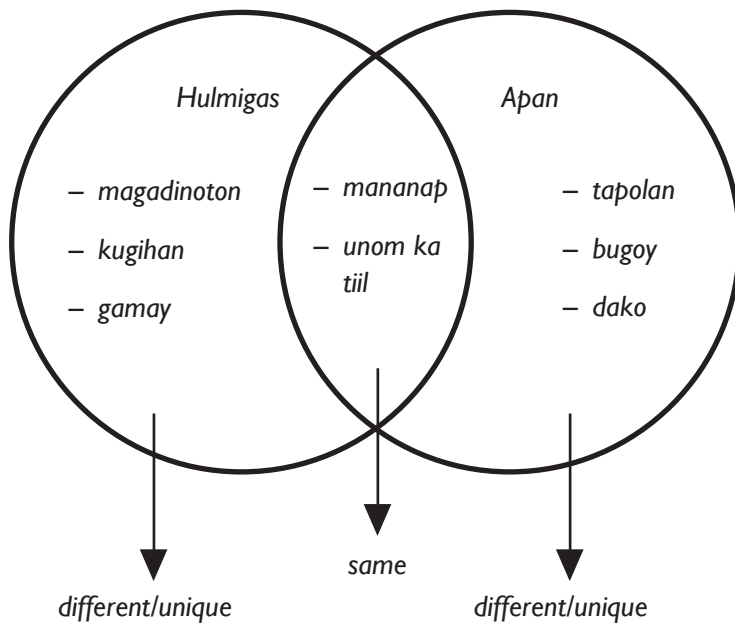 Hulmigas
– magadinoton
– kugihan
– gamay
– mananap
– unom ka
tiil
Apan
– tapolan
– bugoy
– dako
different/unique
same
different/unique